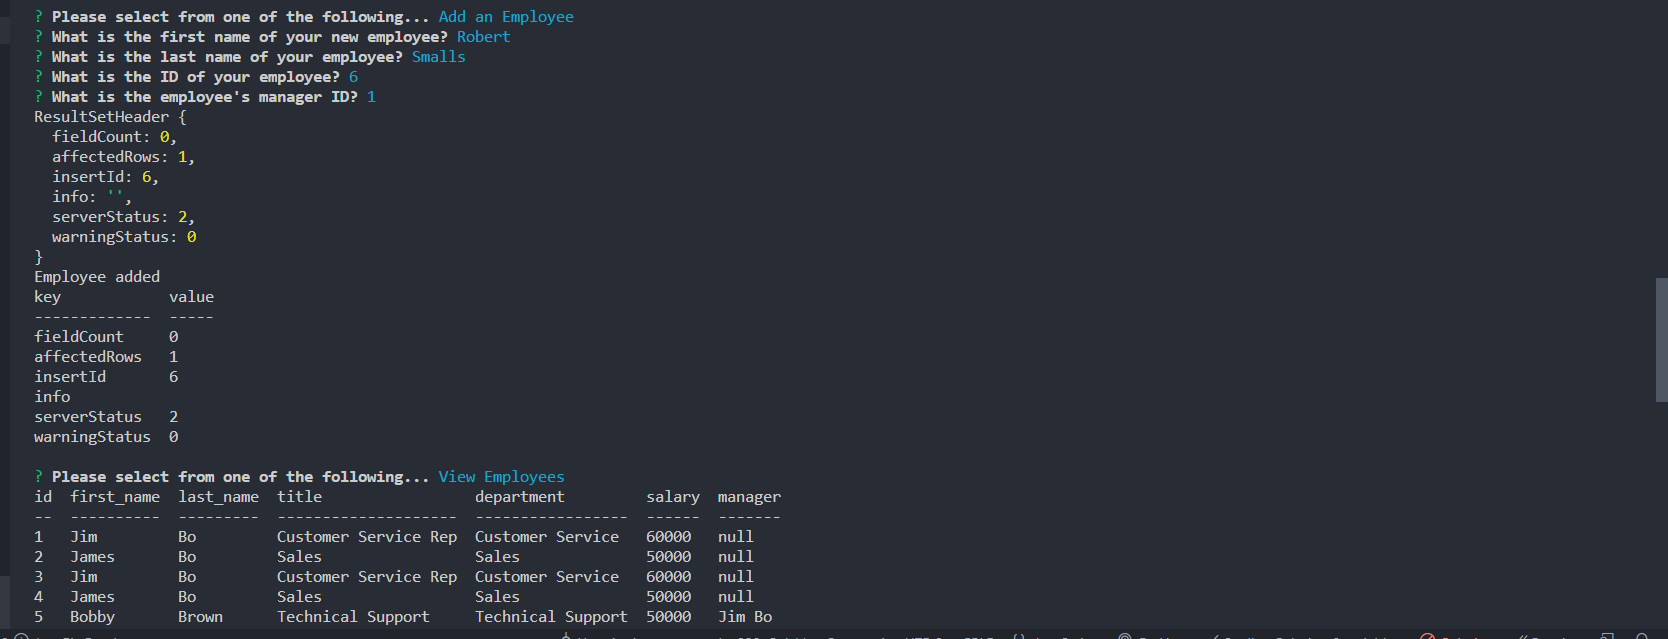 ? Please select from one of the following... Add an Employee
? What is the first name of your new employee? Robert
? What is the last name of your employee? Smalls
? What is the ID of your employee? 6
? What is the employee's manager ID? 1
ResultSetHeader {
  fieldCount: 0,
  affectedRows: 1,
  insertId: 6,
  info: '',
  serverStatus: 2,
  warningStatus: 0
}
Employee added
key            value
-------------  -----
fieldCount     0
affectedRows   1
insertId       6
info
serverStatus   2
warningStatus  0
? Please select from one of the following... View Employees
id  first_name  last_name  title                 department         salary  manager
--  ----------  ---------  --------------------  -----------------  ------  -------
1   Jim         Bo         Customer Service Rep  Customer Service   60000   null
2   James       Bo         Sales                 Sales              50000   null
3   Jim         Bo         Customer Service Rep  Customer Service   60000   null
4   James       Bo         Sales                 Sales              50000   null
5   Bobby       Brown      Technical Support     Technical Support  50000   Jim Bo